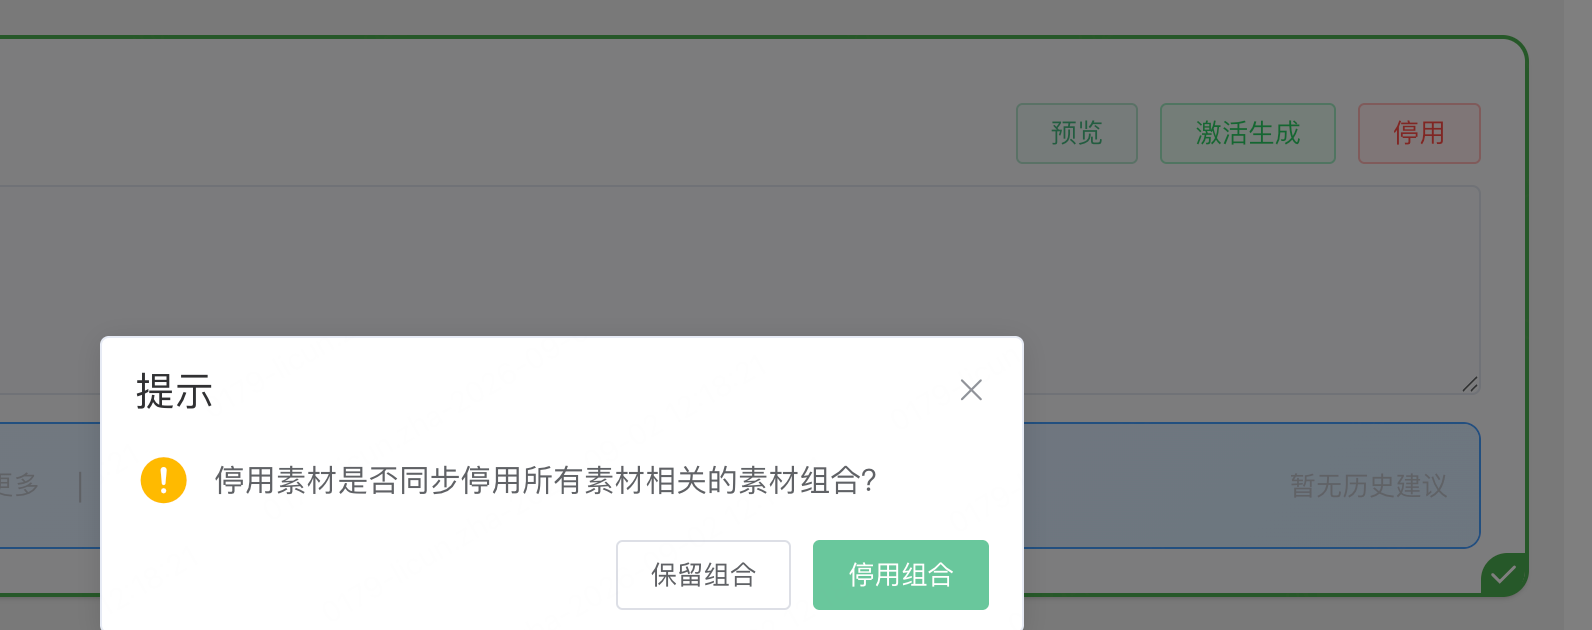 预览
激活生成
停用
提示
停用素材是否同步停用所有素材相关的素材组合?
更多
暂无历史建议
保留组合
停用组合